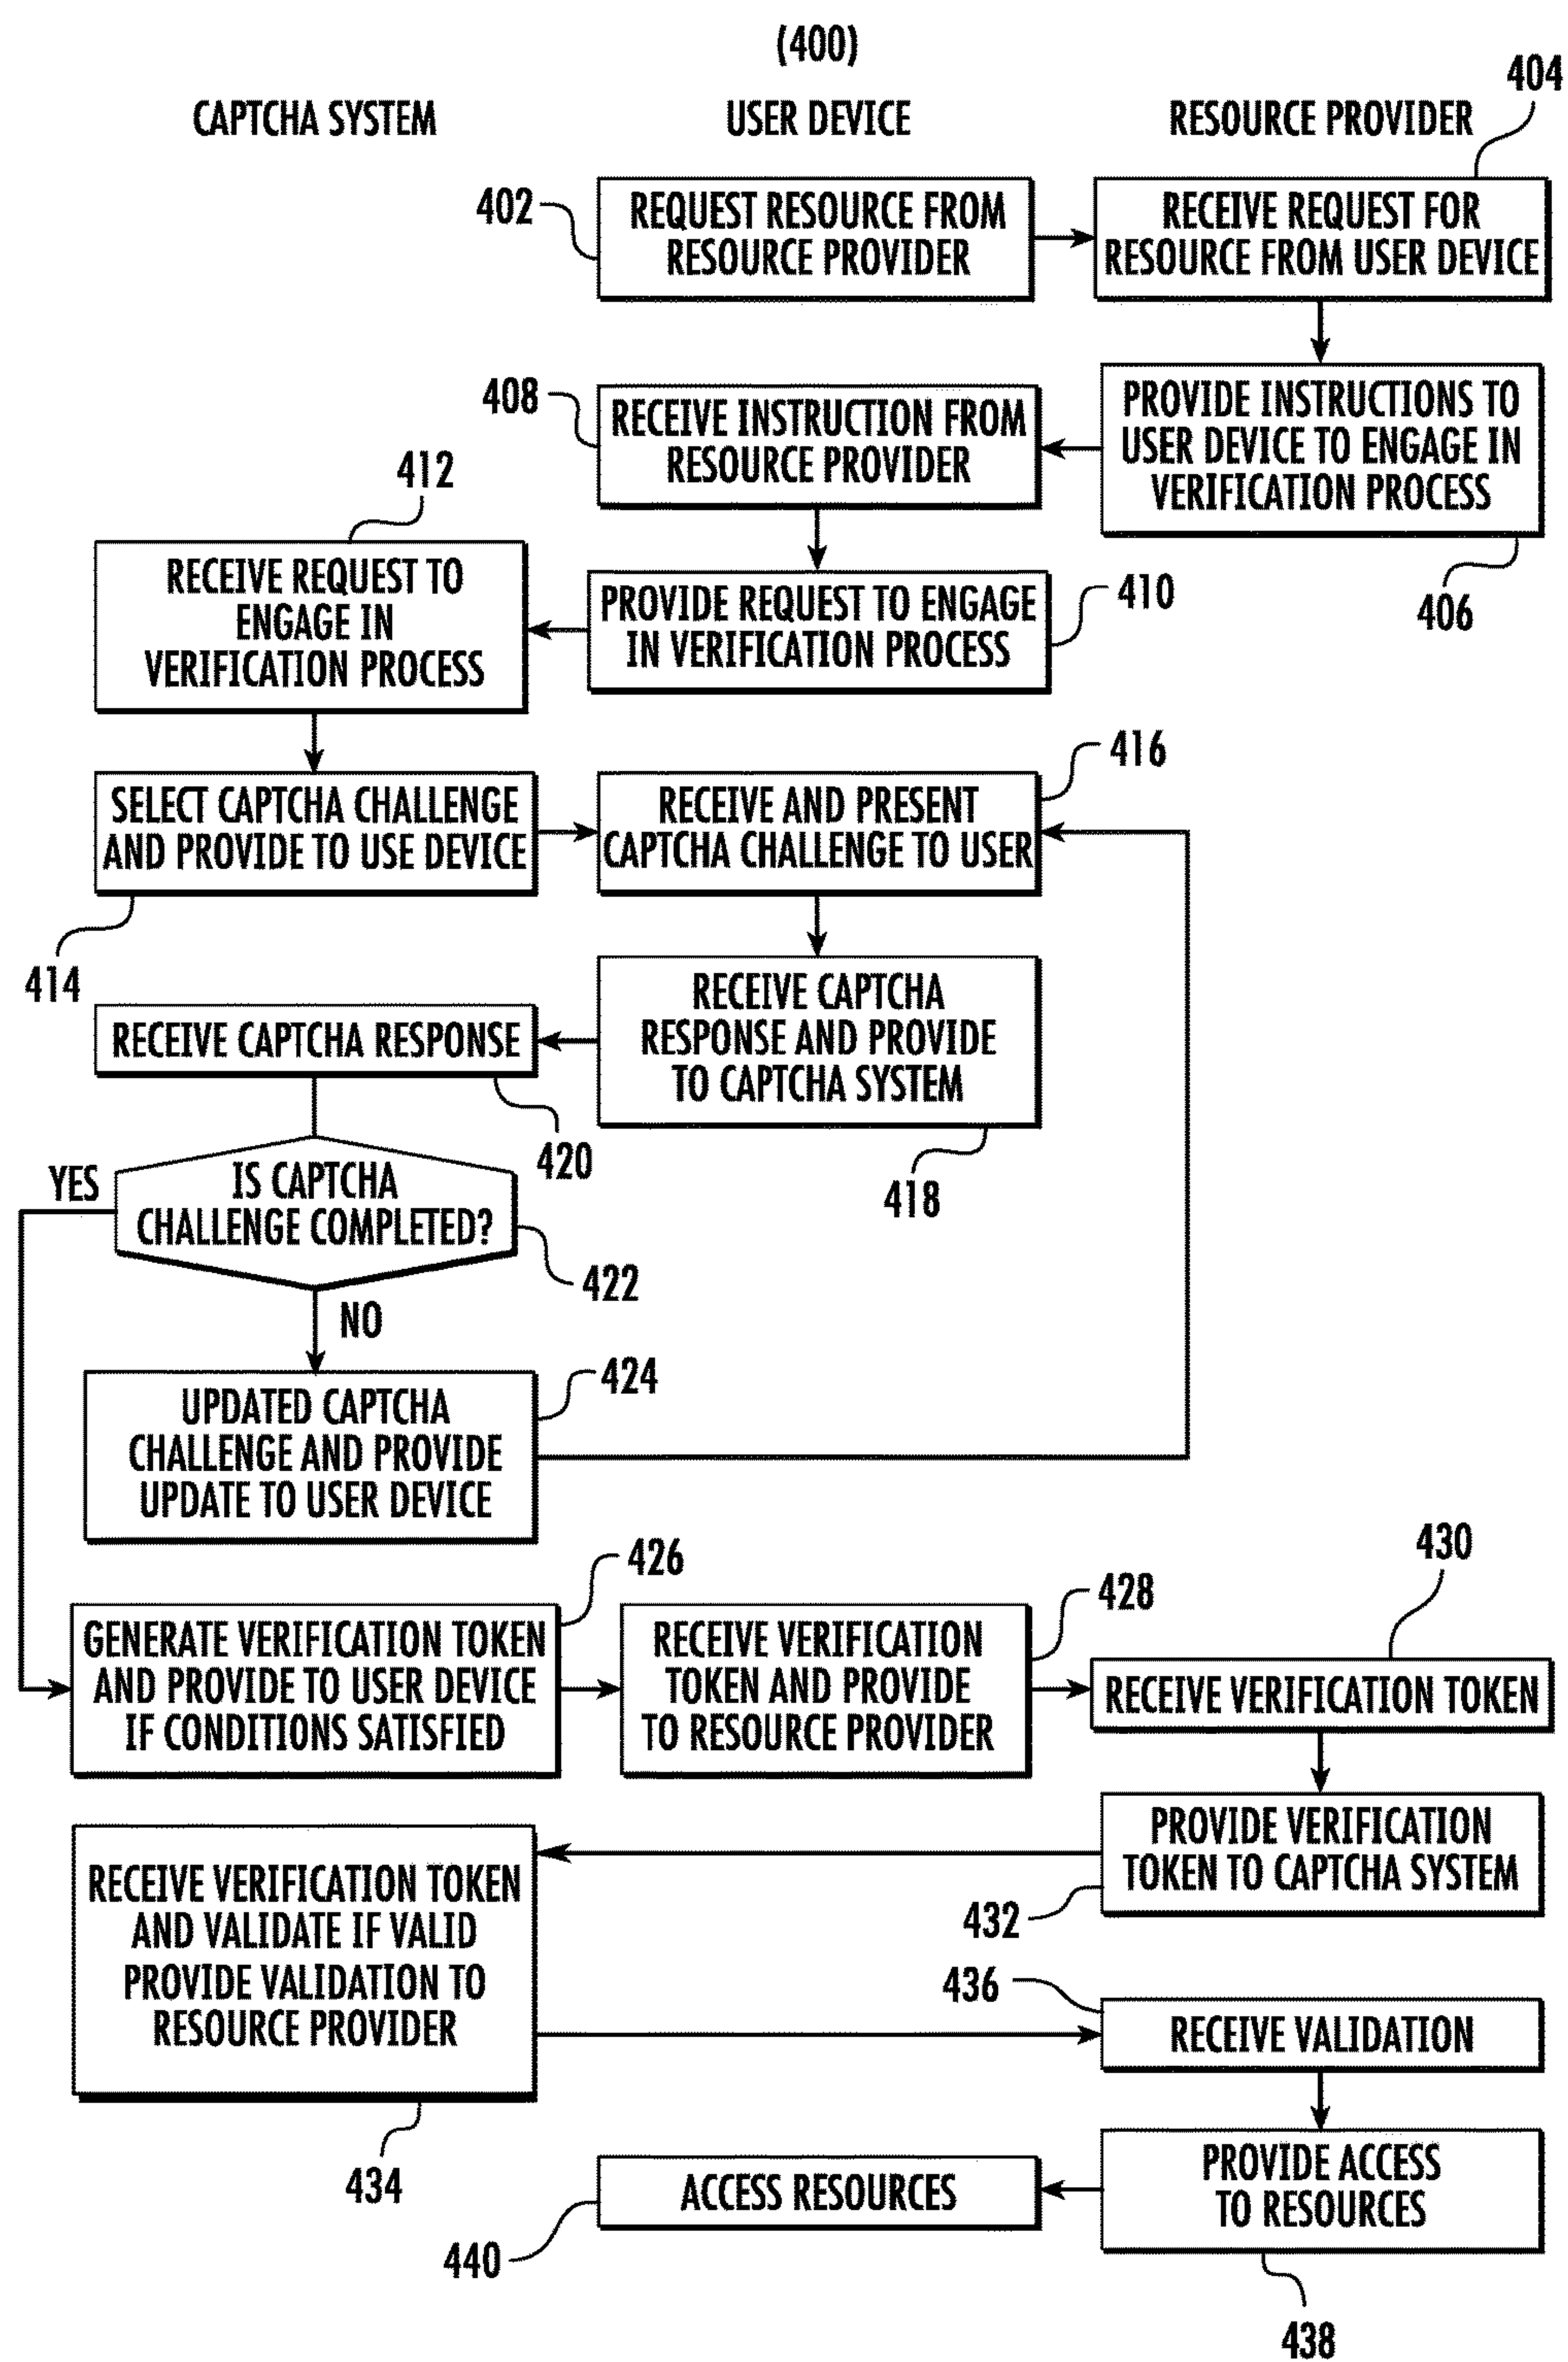 (400)
CAPTCHA SYSTEM
USER DEVICE
RESOURCE PROVIDER
404
402
REQUEST RESOURCE FROM
RESOURCE PROVIDER
RECEIVE REQUEST FOR
RESOURCE FROM USER DEVICE
408
RECEIVE INSTRUCTION FROM
RESOURCE PROVIDER
PROVIDE INSTRUCTIONS TO
USER DEVICE TO ENGAGE IN
VERIFICATION PROCESS
406
412
RECEIVE REQUEST TO
ENGAGE IN
VERIFICATION PROCESS
PROVIDE REQUEST TO ENGAGE
IN VERIFICATION PROCESS
410
SELECT CAPTCHA CHALLENGE
AND PROVIDE TO USE DEVICE
414
RECEIVE AND PRESENT
CAPTCHA CHALLENGE TO USER
416
RECEIVE CAPTCHA RESPONSE
420
RECEIVE CAPTCHA
RESPONSE AND PROVIDE
TO CAPTCHA SYSTEM
418
YES
IS CAPTCHA
CHALLENGE COMPLETED?
422
NO
424
UPDATED CAPTCHA
CHALLENGE AND PROVIDE
UPDATE TO USER DEVICE
426
428
430
GENERATE VERIFICATION TOKEN
AND PROVIDE TO USER DEVICE
IF CONDITIONS SATISFIED
RECEIVE VERIFICATION
TOKEN AND PROVIDE
TO RESOURCE PROVIDER
RECEIVE VERIFICATION TOKEN
PROVIDE VERIFICATION
TOKEN TO CAPTCHA SYSTEM
432
RECEIVE VERIFICATION TOKEN
AND VALIDATE IF VALID
PROVIDE VALIDATION TO
RESOURCE PROVIDER
434
436
RECEIVE VALIDATION
ACCESS RESOURCES
440
PROVIDE ACCESS
TO RESOURCES
438